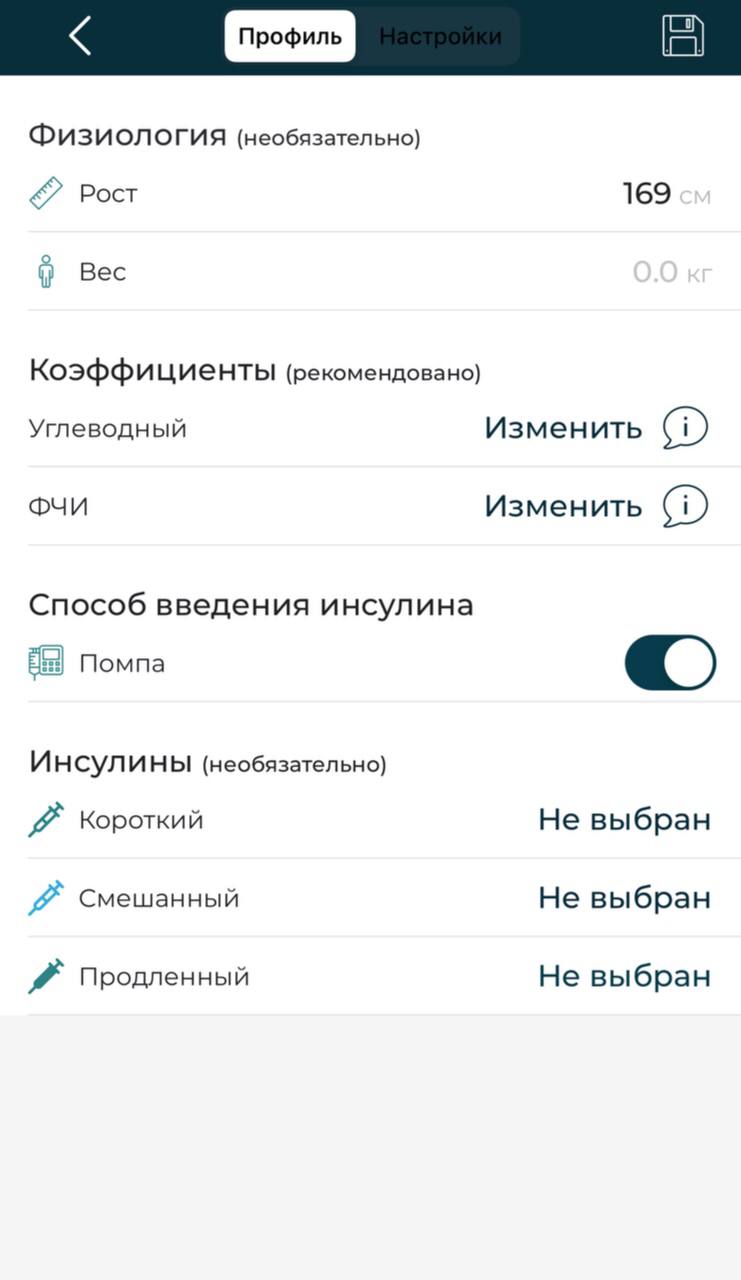 Профиль Настройки
Физиология (необязательно)
Рост 169 см
Вес 0.0 кг
Коэффициенты (рекомендовано)
Углеводный Изменить i
ФЧИ Изменить i
Способ введения инсулина
Помпа
Инсулины (необязательно)
Короткий Не выбран
Смешанный Не выбран
Продленный Не выбран